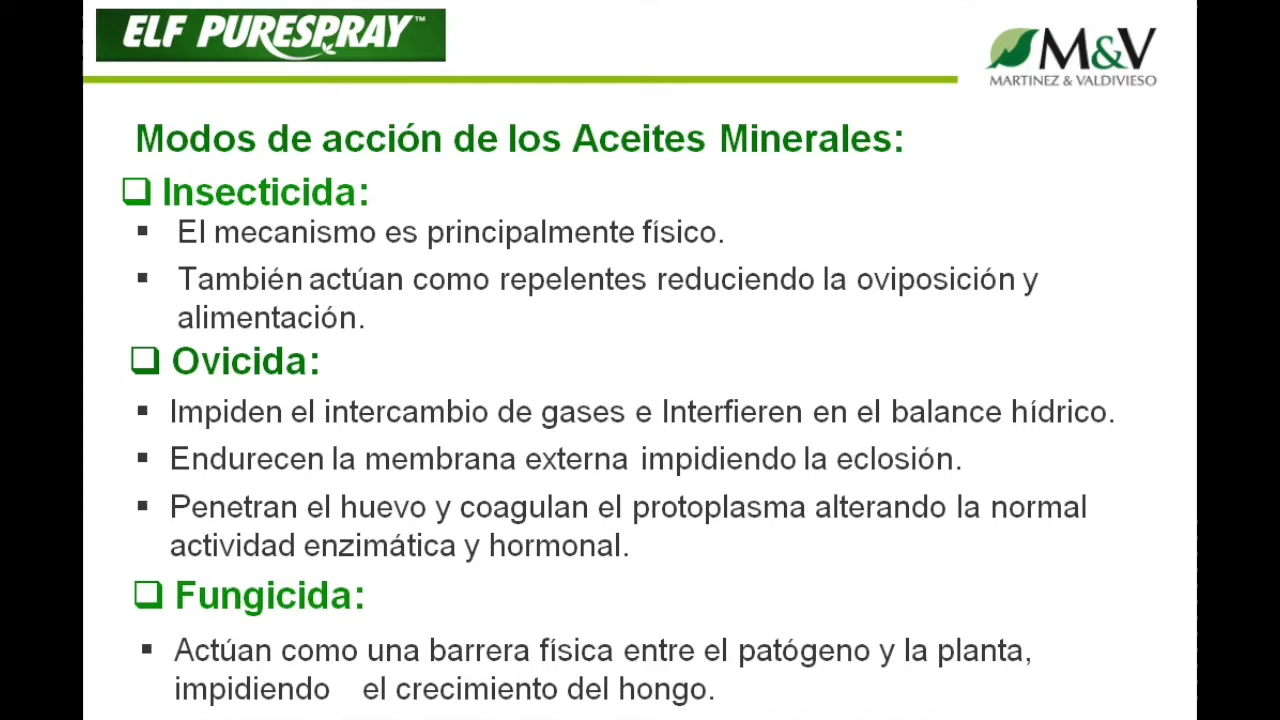 ELF PURESPRAY™
M&V
MARTINEZ & VALDIVIESO
Modos de acción de los Aceites Minerales:
Insecticida:
El mecanismo es principalmente físico.
También actúan como repelentes reduciendo la oviposición y
alimentación.
Ovicida:
Impiden el intercambio de gases e Interfieren en el balance hídrico.
Endurecen la membrana externa impidiendo la eclosión.
Penetran el huevo y coagulan el protoplasma alterando la normal
actividad enzimática y hormonal.
Fungicida:
Actúan como una barrera física entre el patógeno y la planta,
impidiendo el crecimiento del hongo.